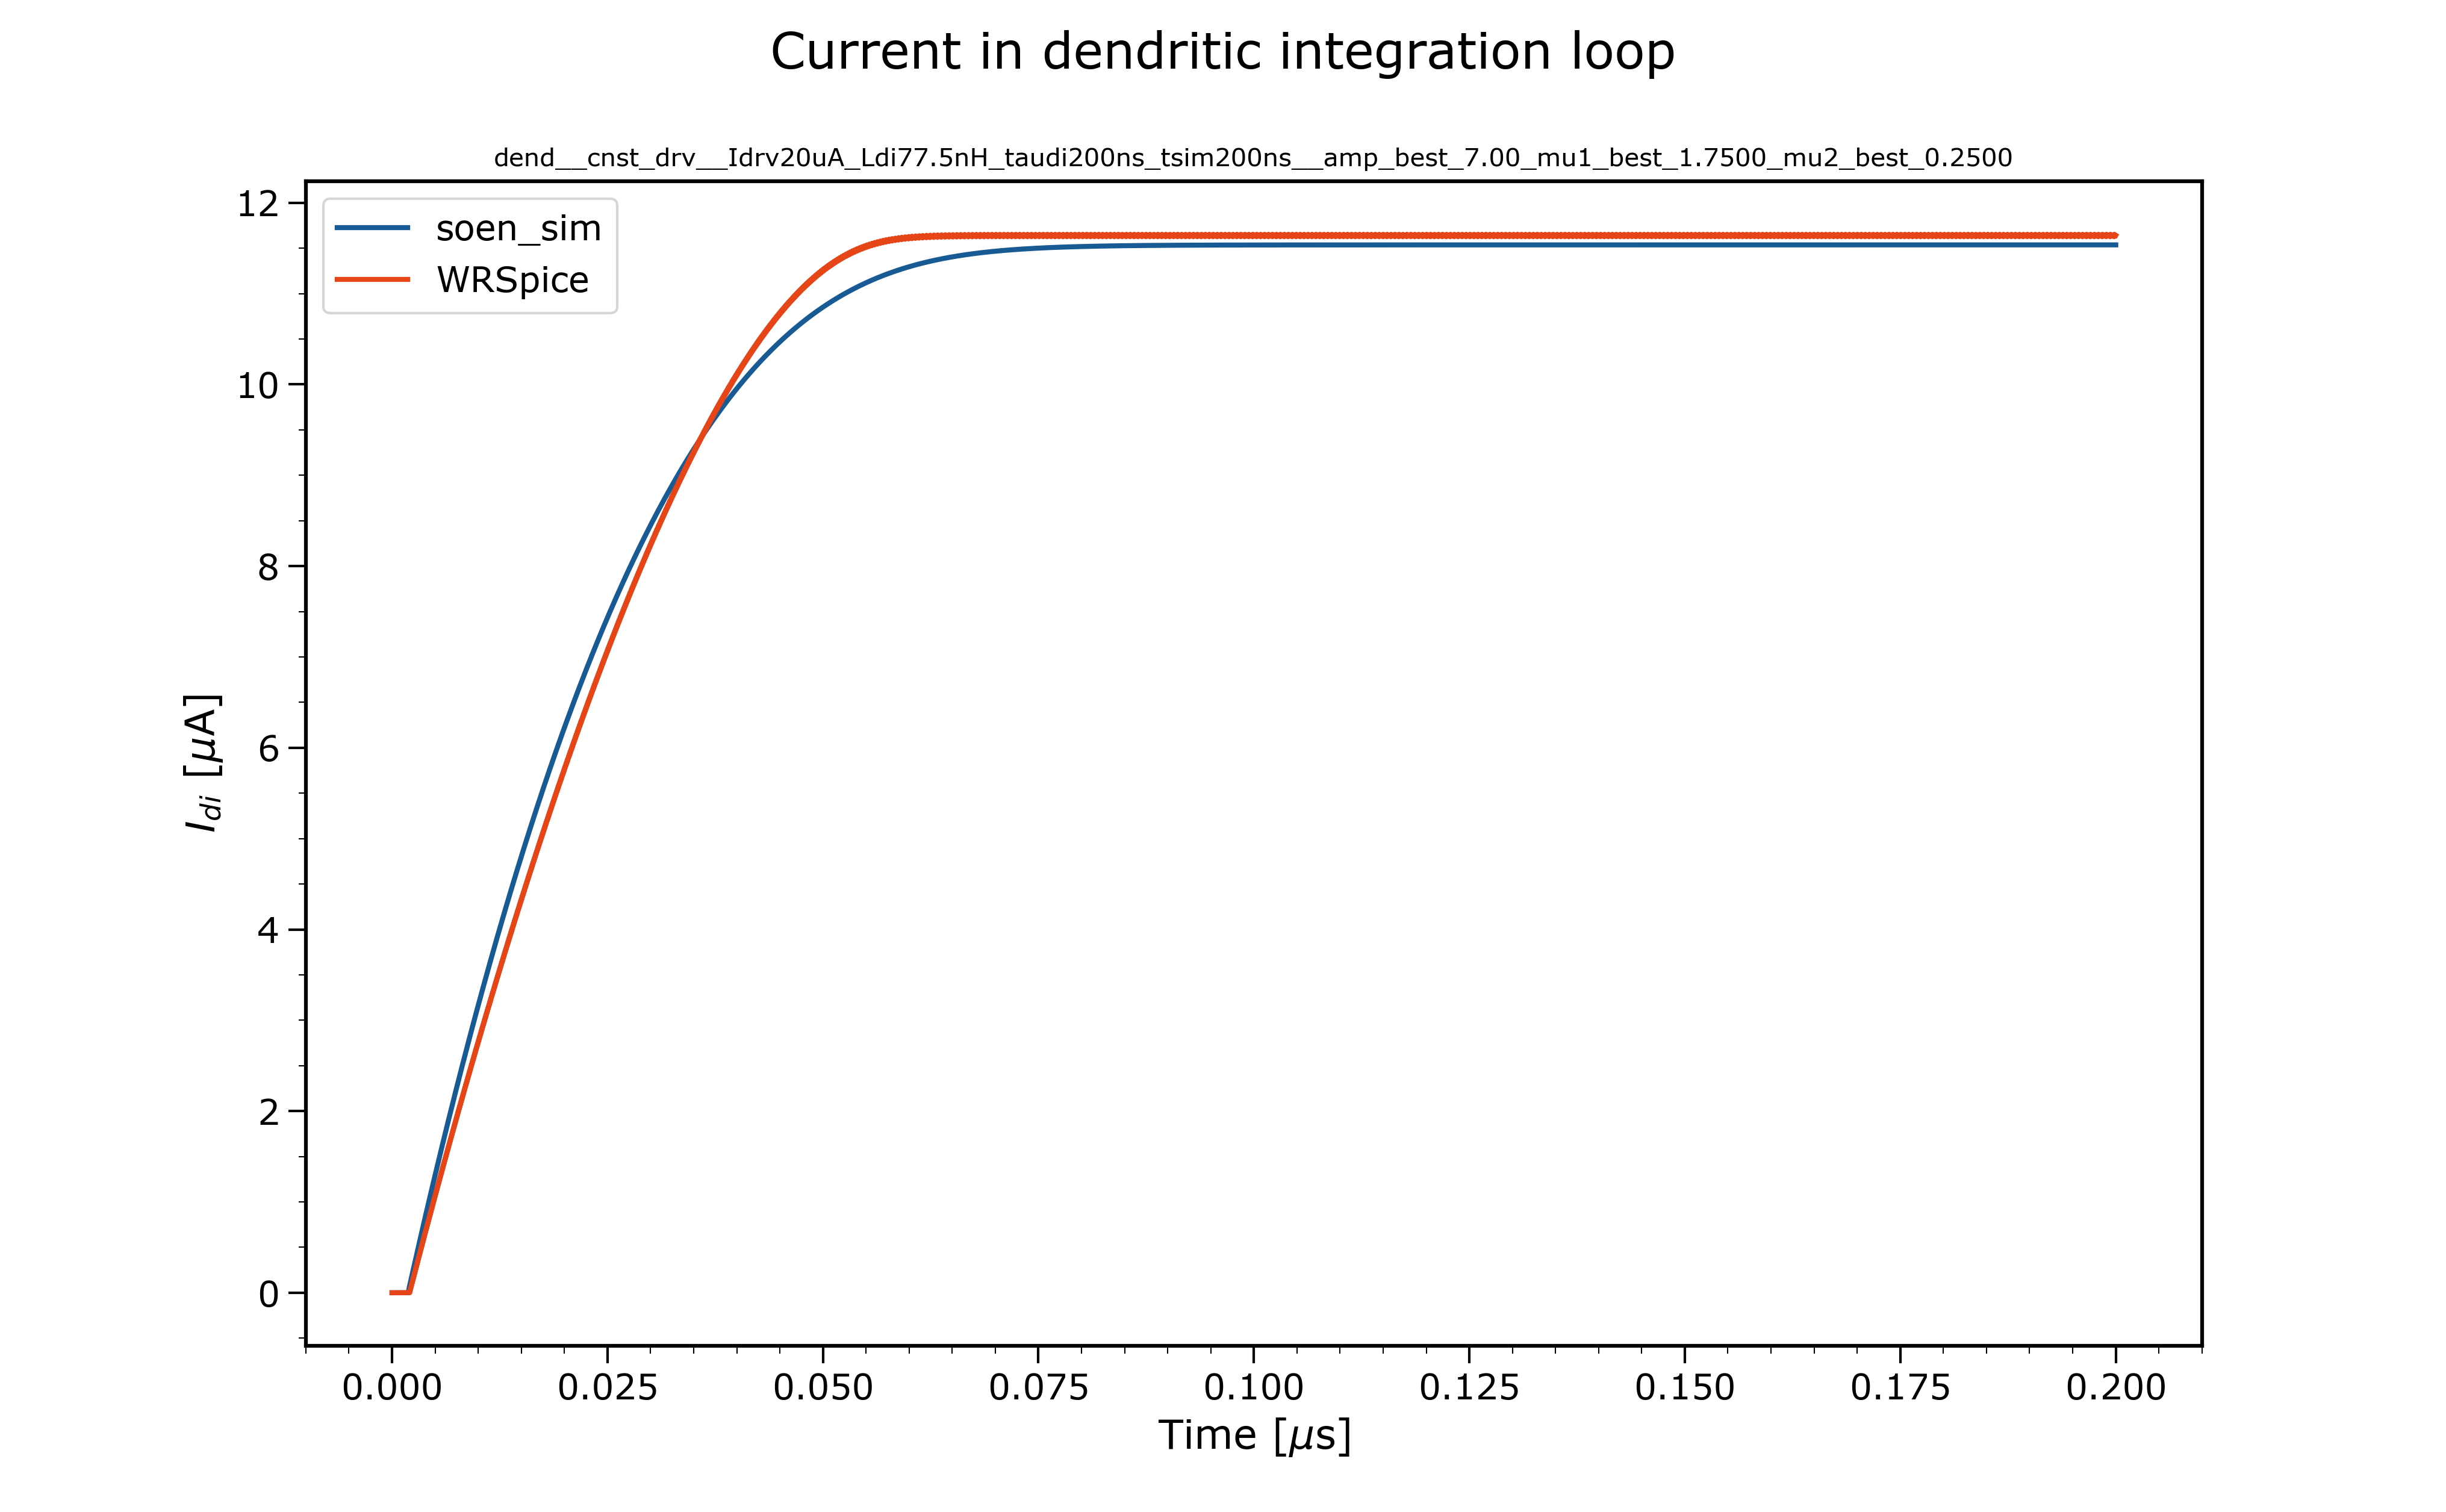 Current in dendritic integration loop
dend__cnst_drv__Idrv20uA_Ldi77.5nH_taudi200ns_tsim200ns__amp_best_7.00_mu1_best_1.7500_mu2_best_0.2500
soen_sim
WRSpice
12
10
8
6
4
2
0
I_di [μA]
0.000 0.025 0.050 0.075 0.100 0.125 0.150 0.175 0.200
Time [μs]